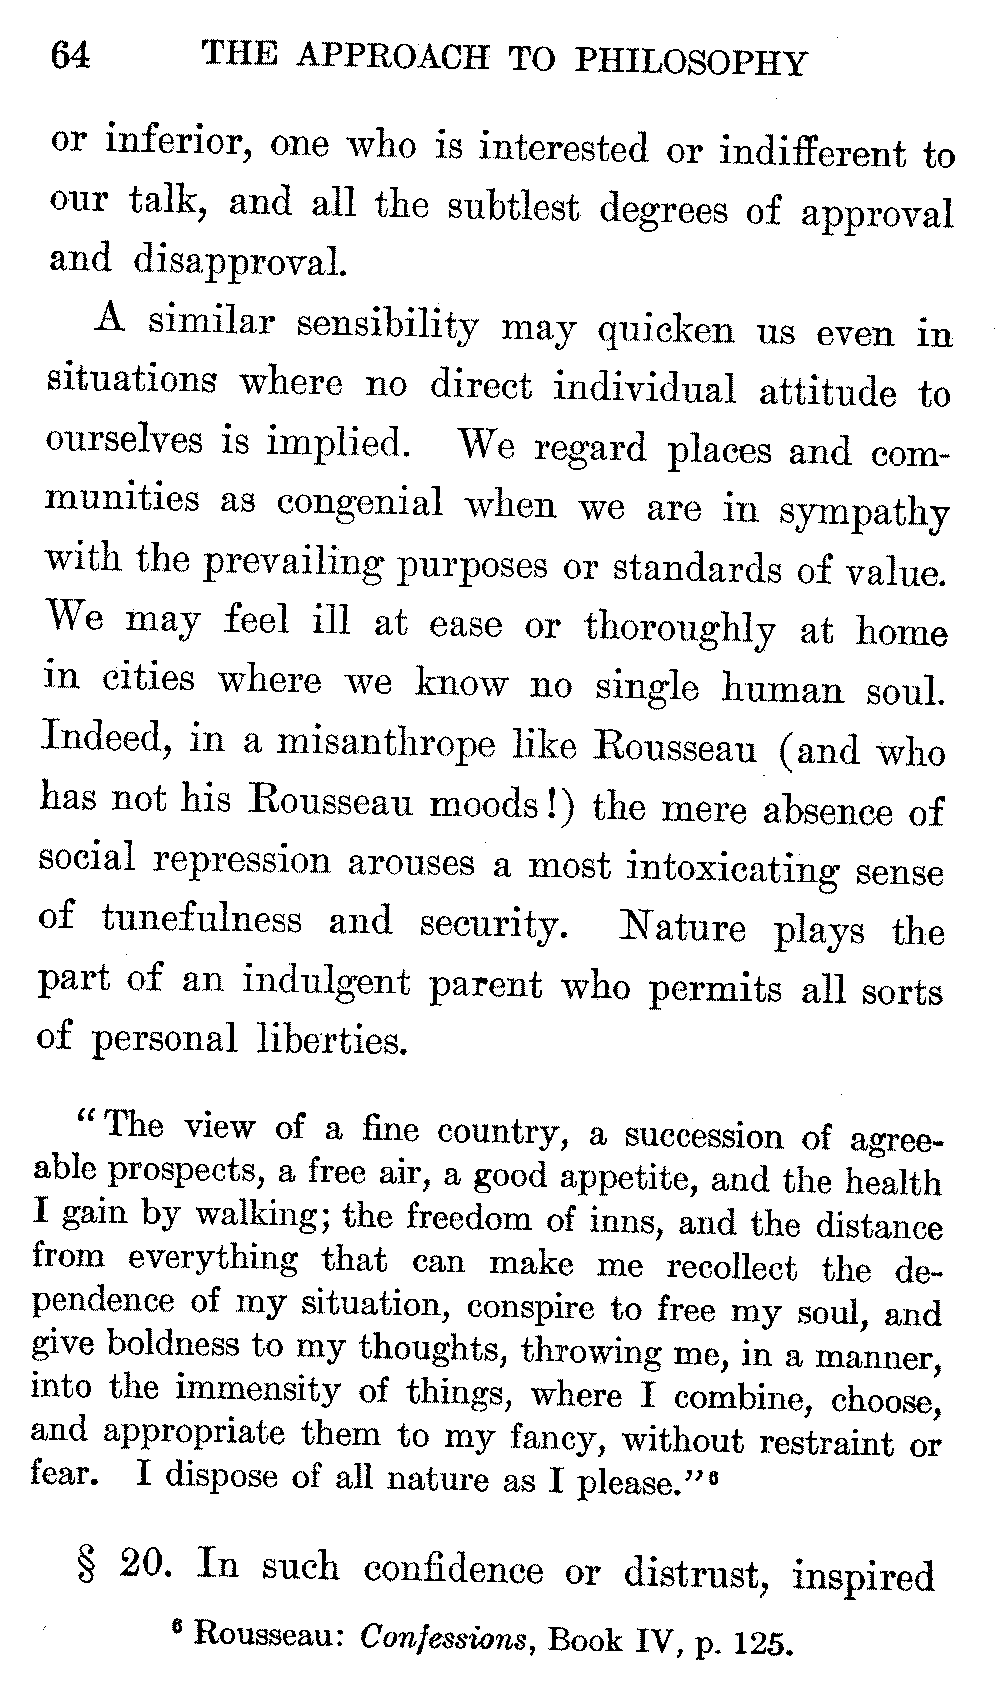 64 THE APPROACH TO PHILOSOPHY
or inferior, one who is interested or indifferent to
our talk, and all the subtlest degrees of approval
and disapproval.
A similar sensibility may quicken us even in
situations where no direct individual attitude to
ourselves is implied. We regard places and com-
munities as congenial when we are in sympathy
with the prevailing purposes or standards of value.
We may feel ill at ease or thoroughly at home
in cities where we know no single human soul.
Indeed, in a misanthrope like Rousseau (and who
has not his Rousseau moods!) the mere absence of
social repression arouses a most intoxicating sense
of tunefulness and security. Nature plays the
part of an indulgent parent who permits all sorts
of personal liberties.
“The view of a fine country, a succession of agree-
able prospects, a free air, a good appetite, and the health
I gain by walking; the freedom of inns, and the distance
from everything that can make me recollect the de-
pendence of my situation, conspire to free my soul, and
give boldness to my thoughts, throwing me, in a manner,
into the immensity of things, where I combine, choose,
and appropriate them to my fancy, without restraint or
fear. I dispose of all nature as I please.”⁶
§ 20. In such confidence or distrust, inspired
⁶ Rousseau: Confessions, Book IV, p. 125.